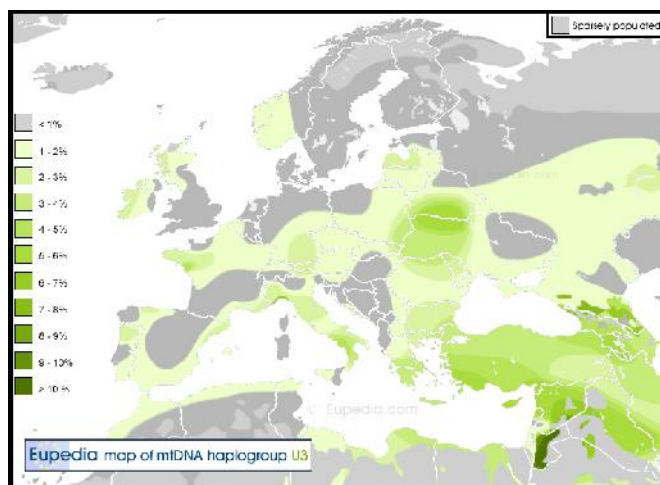 Sparsely populated
< 1%
1 - 2%
2 - 3%
3 - 4%
4 - 5%
5 - 6%
6 - 7%
7 - 8%
8 - 9%
9 - 10%
> 10 %
© Eupedia.com
Eupedia map of mtDNA haplogroup U3